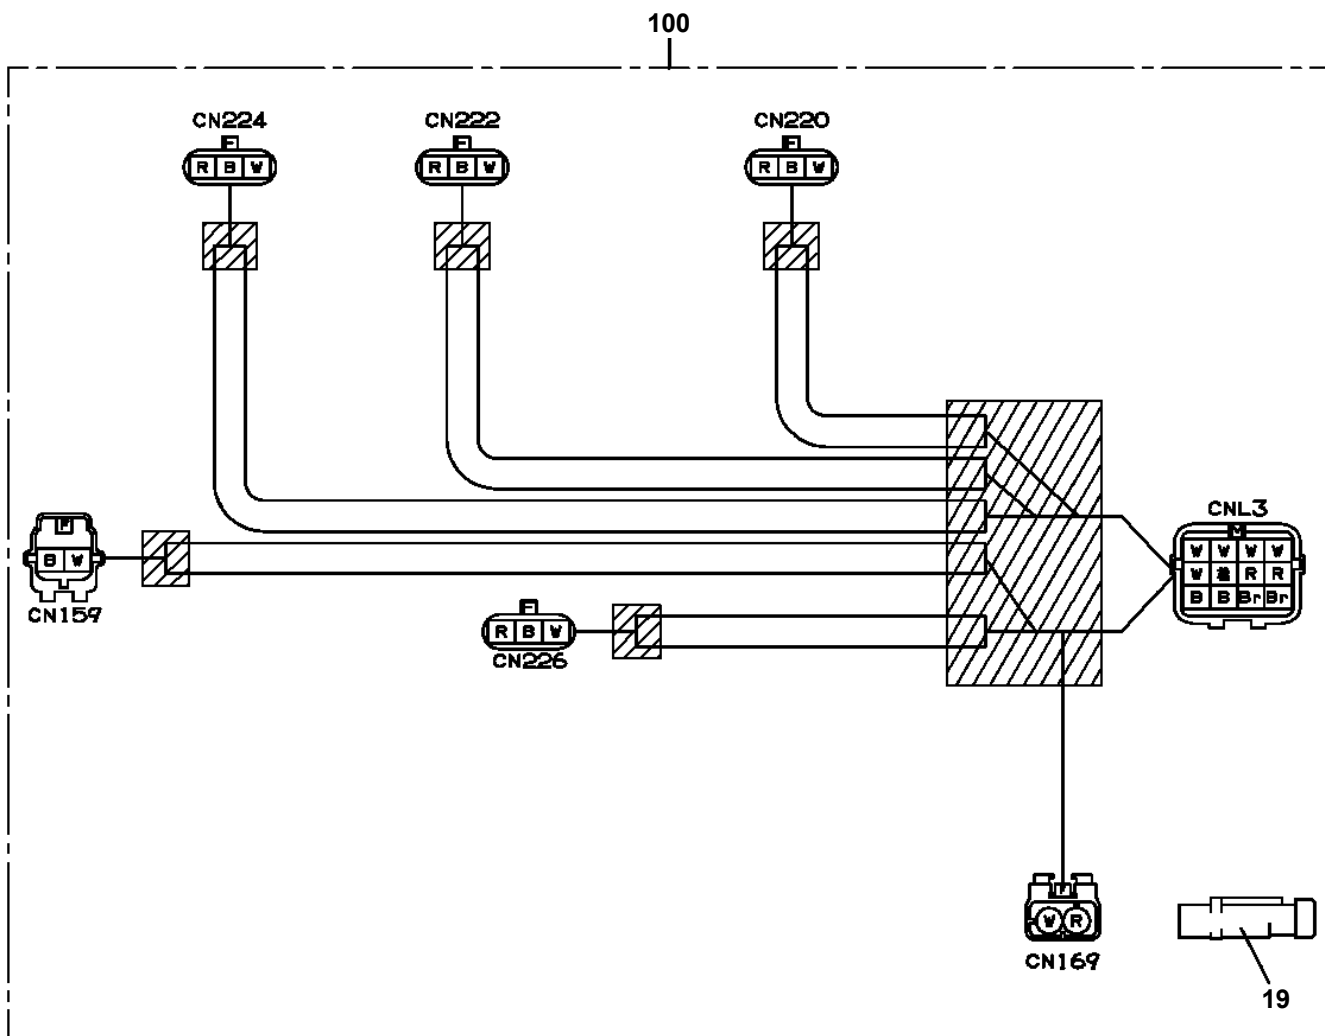 100
CN224
F
R B W
CN222
F
R B W
CN220
F
R B W
CNL3
M
W W W W
W R R
B B Br Br
F
B W
CN159
F
R B W
CN226
F
W R
CN169
19